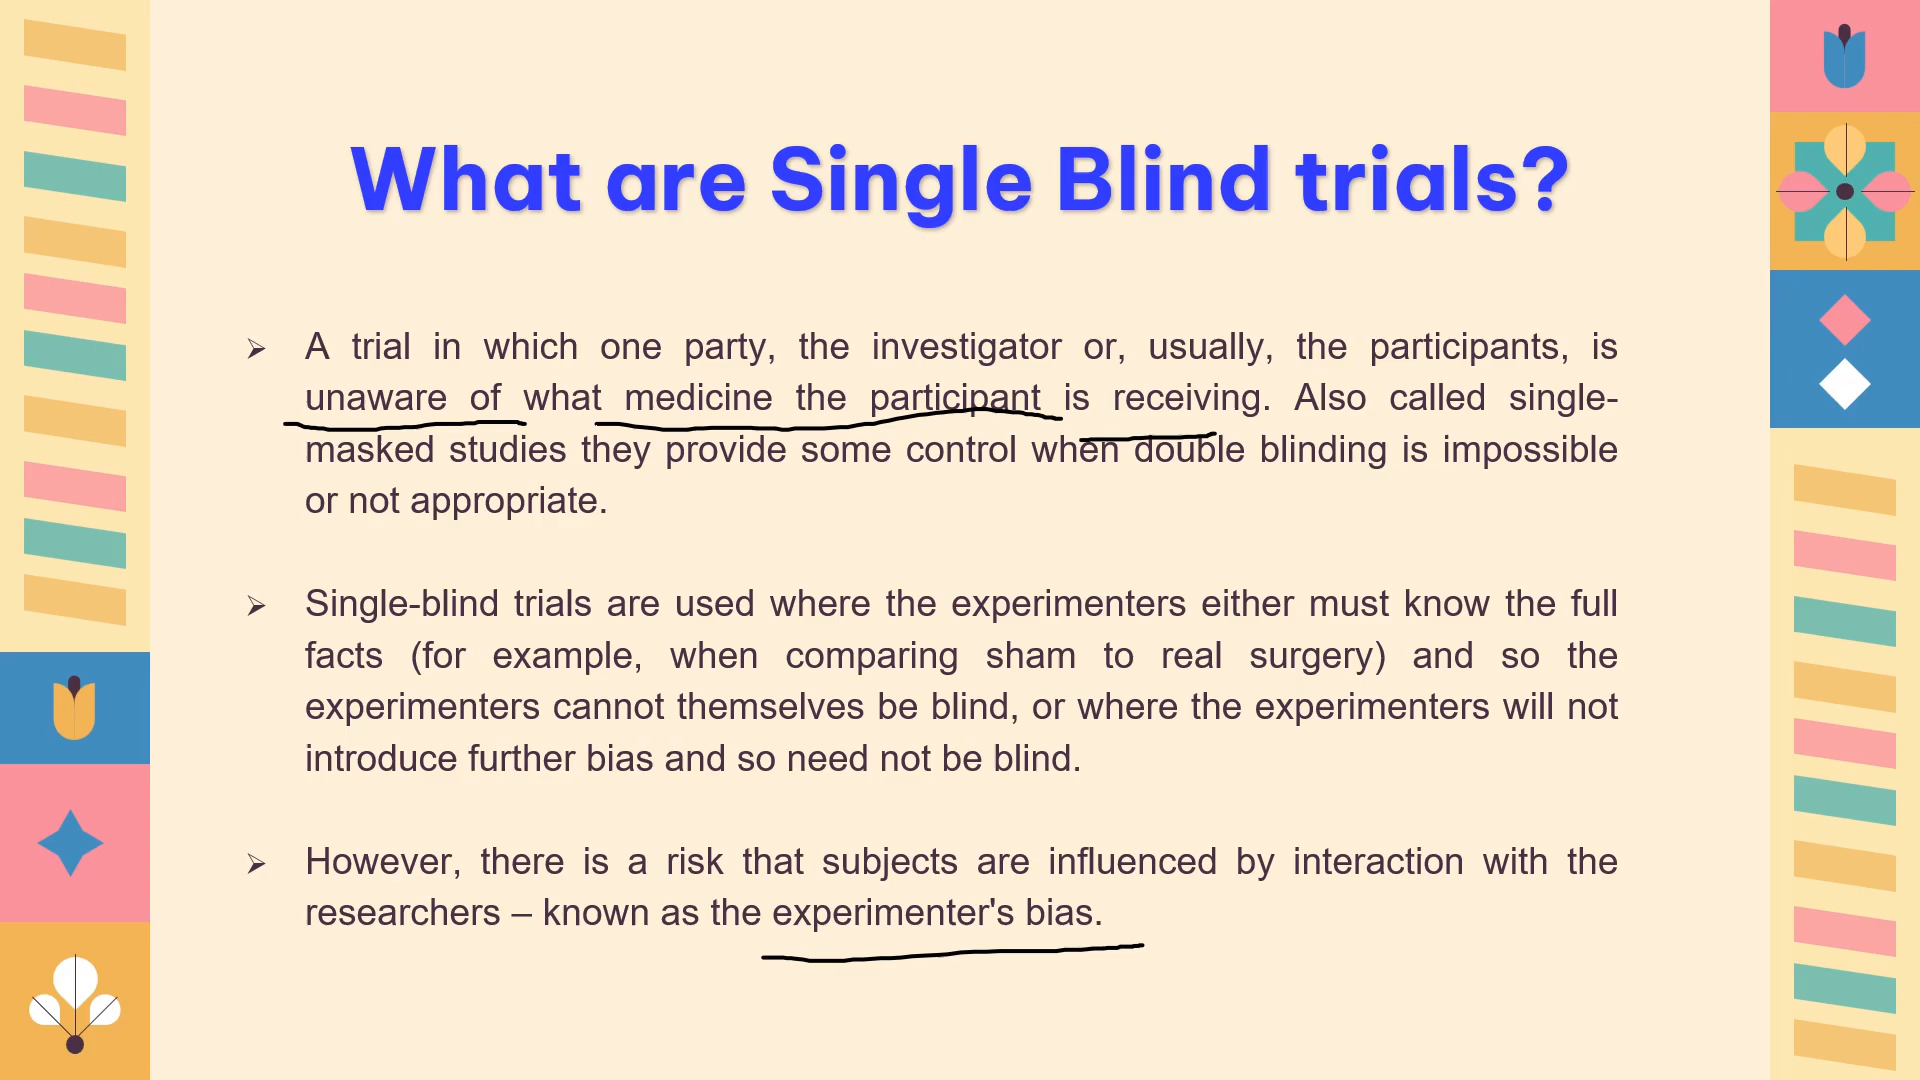 What are Single Blind trials?
➢ A trial in which one party, the investigator or, usually, the participants, is
unaware of what medicine the participant is receiving. Also called single-
masked studies they provide some control when double blinding is impossible
or not appropriate.
➢ Single-blind trials are used where the experimenters either must know the full
facts (for example, when comparing sham to real surgery) and so the
experimenters cannot themselves be blind, or where the experimenters will not
introduce further bias and so need not be blind.
➢ However, there is a risk that subjects are influenced by interaction with the
researchers – known as the experimenter's bias.